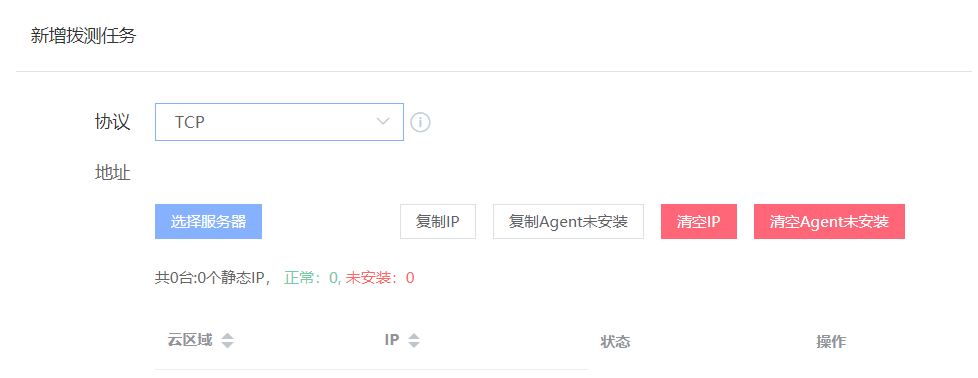 新增拨测任务
协议 TCP
地址
选择服务器 复制IP 复制Agent未安装 清空IP 清空Agent未安装
共0台:0个静态IP， 正常：0, 未安装：0
云区域 IP 状态 操作